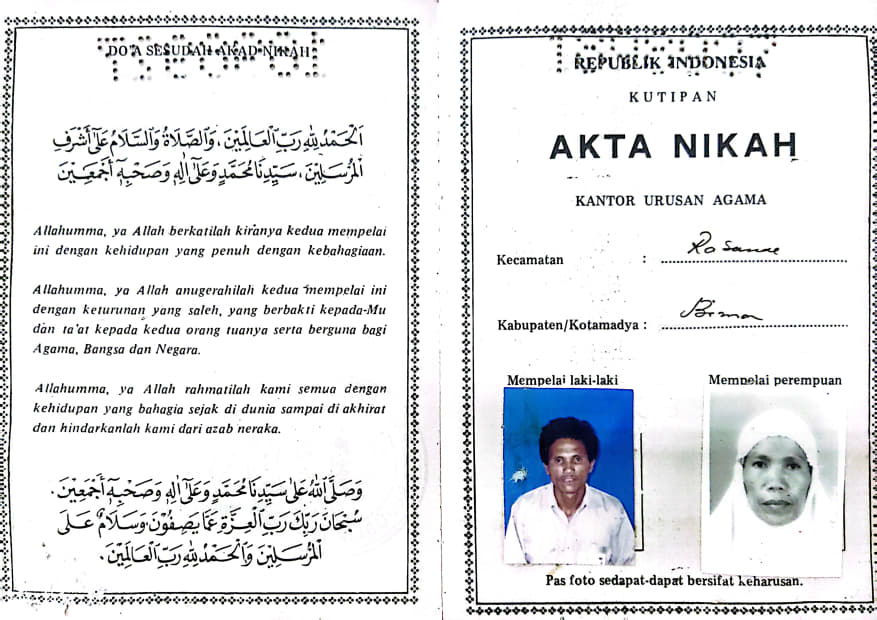 DO'A SESUDAH AKAD NIKAH
اَلْحَمْدُ لِلّٰهِ رَبِّ الْعَالَمِيْنَ ، وَالصَّلَاةُ وَالسَّلَامُ عَلَى أَشْرَفِ
الْمُرْسَلِيْنَ ، سَيِّدِنَا مُحَمَّدٍ وَعَلَى اٰلِهِ وَصَحْبِهِ أَجْمَعِيْنَ
Allahumma, ya Allah berkatilah kiranya kedua mempelai
ini dengan kehidupan yang penuh dengan kebahagiaan.
Allahumma, ya Allah anugerahilah kedua mempelai ini
dengan keturunan yang saleh, yang berbakti kepada-Mu
dan ta'at kepada kedua orang tuanya serta berguna bagi
Agama, Bangsa dan Negara.
Allahumma, ya Allah rahmatilah kami semua dengan
kehidupan yang bahagia sejak di dunia sampai di akhirat
dan hindarkanlah kami dari azab neraka.
وَصَلَّى اللّٰهُ عَلَى سَيِّدِنَا مُحَمَّدٍ وَعَلَى اٰلِهِ وَصَحْبِهِ أَجْمَعِيْنَ .
سُبْحَانَ رَبِّكَ رَبِّ الْعِزَّةِ عَمَّا يَصِفُوْنَ وَسَلَامٌ عَلَى
الْمُرْسَلِيْنَ وَالْحَمْدُ لِلّٰهِ رَبِّ الْعَالَمِيْنَ .
REPUBLIK INDONESIA
KUTIPAN
AKTA NIKAH
KANTOR URUSAN AGAMA
Kecamatan :
Kabupaten/Kotamadya :
Mempelai laki-laki
Mempelai perempuan
Pas foto sedapat-dapat bersifat keharusan.